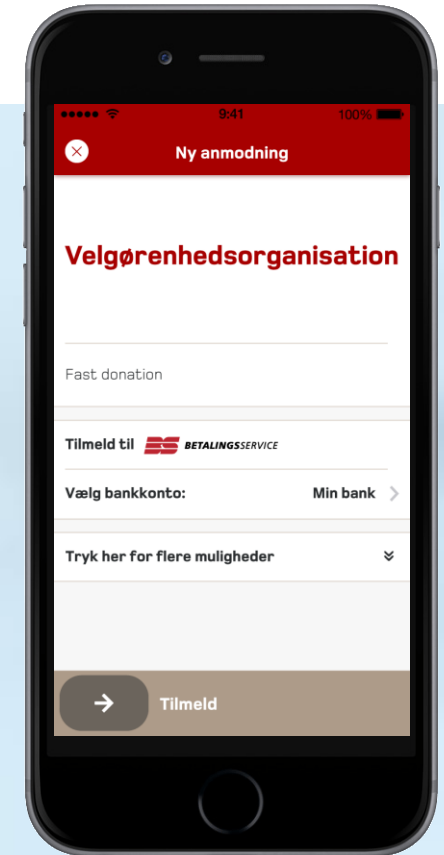 9:41 100%
Ny anmodning
Velgørenhedsorganisation
Fast donation
Tilmeld til BS BETALINGSSERVICE
Vælg bankkonto: Min bank
Tryk her for flere muligheder
Tilmeld